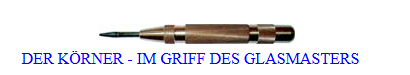 DER KÖRNER - IM GRIFF DES GLASMASTERS